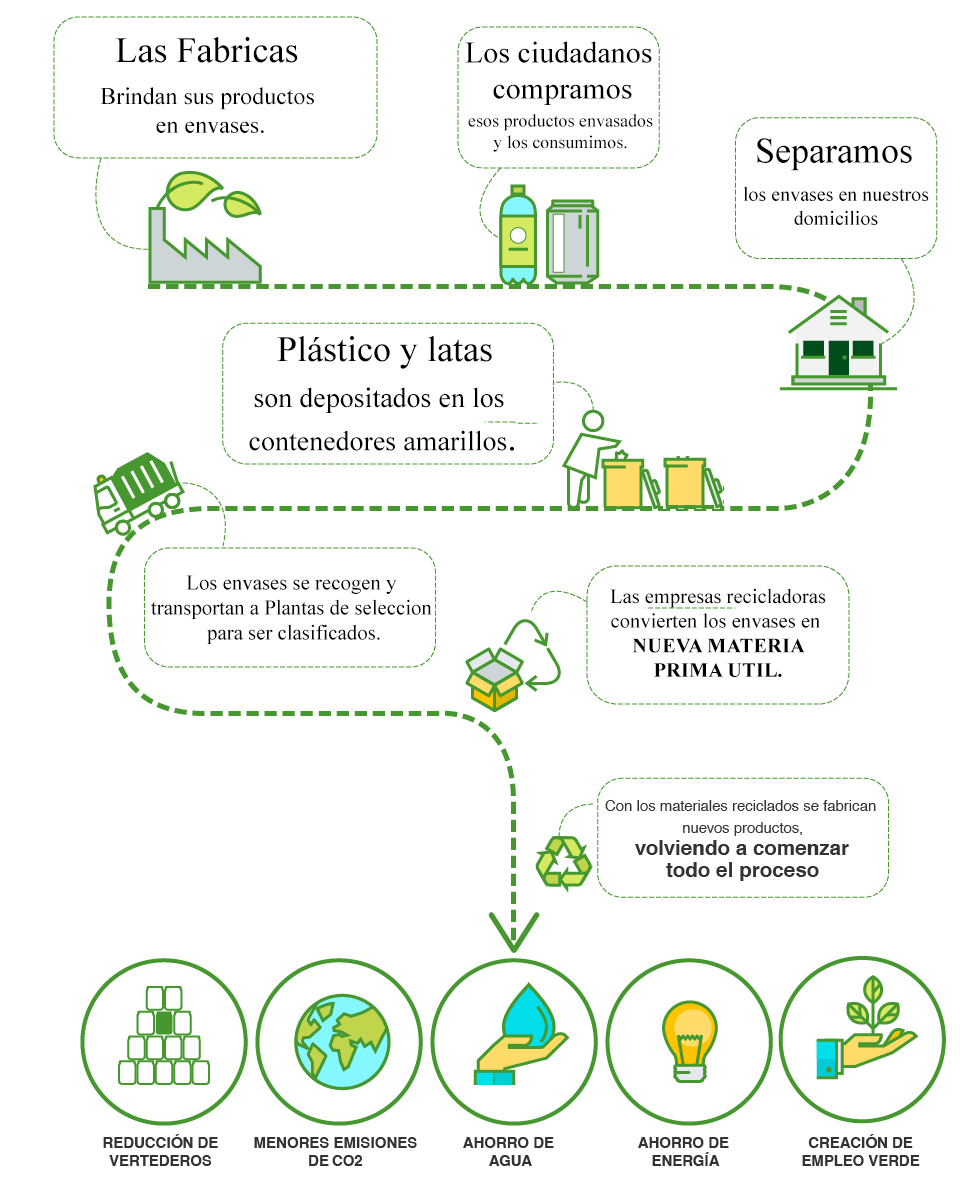 Las Fabricas
Brindan sus productos
en envases.
Los ciudadanos
compramos
esos productos envasados
y los consumimos.
Separamos
los envases en nuestros
domicilios
Plástico y latas
son depositados en los
contenedores amarillos.
Los envases se recogen y
transportan a Plantas de seleccion
para ser clasificados.
Las empresas recicladoras
convierten los envases en
NUEVA MATERIA
PRIMA UTIL.
Con los materiales reciclados se fabrican
nuevos productos,
volviendo a comenzar
todo el proceso
REDUCCIÓN DE
VERTEDEROS
MENORES EMISIONES
DE CO2
AHORRO DE
AGUA
AHORRO DE
ENERGÍA
CREACIÓN DE
EMPLEO VERDE